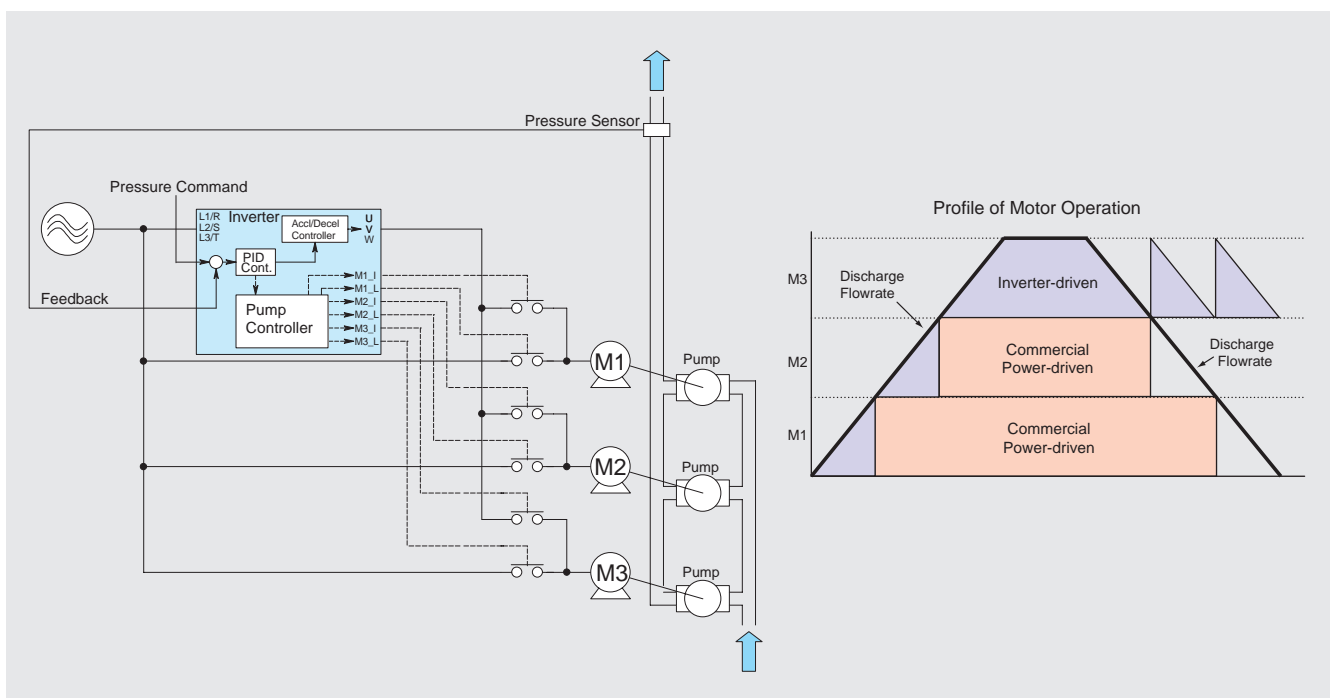 Pressure Sensor
Pressure Command
L1/R
L2/S
L3/T
Inverter
Accl/Decel
Controller
U
V
W
PID
Cont.
Feedback
Pump
Controller
M1_I
M1_L
M2_I
M2_L
M3_I
M3_L
M1
Pump
M2
Pump
M3
Pump
Profile of Motor Operation
M3
Discharge
Flowrate
Inverter-driven
M2
Commercial
Power-driven
Discharge
Flowrate
M1
Commercial
Power-driven